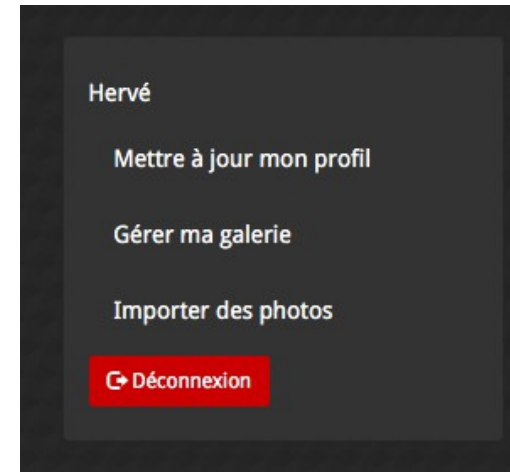 Hervé
Mettre à jour mon profil
Gérer ma galerie
Importer des photos
Déconnexion